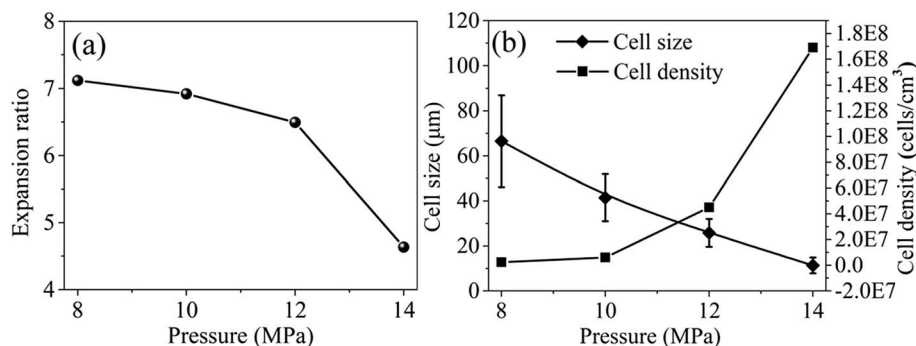 (a)
Expansion ratio
8
7
6
5
4
8 10 12 14
Pressure (MPa)
(b)
Cell size
Cell density
Cell size (μm)
120
100
80
60
40
20
0
8 10 12 14
Pressure (MPa)
1.8E8
1.6E8
1.4E8
1.2E8
1.0E8
8.0E7
6.0E7
4.0E7
2.0E7
0.0
-2.0E7
Cell density (cells/cm³)